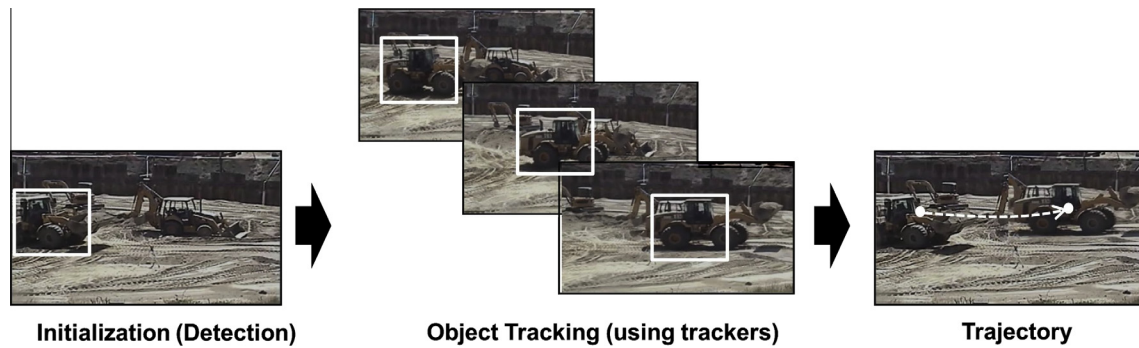 Initialization (Detection)
Object Tracking (using trackers)
Trajectory